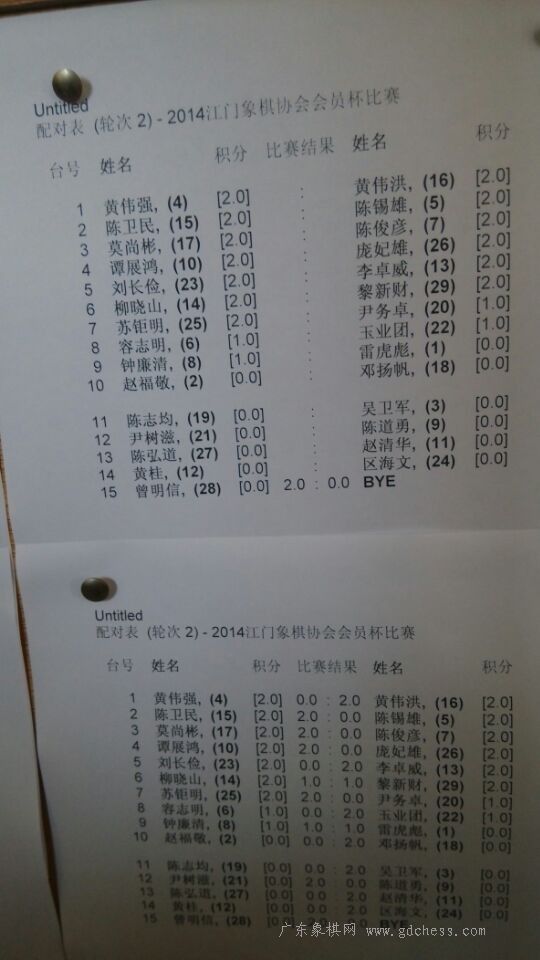 Untitled
配对表 (轮次 2) - 2014江门象棋协会会员杯比赛
台号 姓名 积分 比赛结果 姓名 积分
1 黄伟强, (4) [2.0] : 黄伟洪, (16) [2.0]
2 陈卫民, (15) [2.0] : 陈锡雄, (5) [2.0]
3 莫尚彬, (17) [2.0] : 陈俊彦, (7) [2.0]
4 谭展鸿, (10) [2.0] : 庞妃雄, (26) [2.0]
5 刘长俭, (23) [2.0] : 李卓威, (13) [2.0]
6 柳晓山, (14) [2.0] : 黎新财, (29) [2.0]
7 苏钜明, (25) [2.0] : 尹务卓, (20) [1.0]
8 容志明, (6) [1.0] : 玉业团, (22) [1.0]
9 钟廉清, (8) [1.0] : 雷虎彪, (1) [0.0]
10 赵福敬, (2) [0.0] : 邓扬帆, (18) [0.0]
11 陈志均, (19) [0.0] : 吴卫军, (3) [0.0]
12 尹树滋, (21) [0.0] : 陈道勇, (9) [0.0]
13 陈弘道, (27) [0.0] : 赵清华, (11) [0.0]
14 黄桂, (12) [0.0] : 区海文, (24) [0.0]
15 曾明信, (28) [0.0] 2.0 : 0.0 BYE
Untitled
配对表 (轮次 2) - 2014江门象棋协会会员杯比赛
台号 姓名 积分 比赛结果 姓名 积分
1 黄伟强, (4) [2.0] 0.0 : 2.0 黄伟洪, (16) [2.0]
2 陈卫民, (15) [2.0] 2.0 : 0.0 陈锡雄, (5) [2.0]
3 莫尚彬, (17) [2.0] 2.0 : 0.0 陈俊彦, (7) [2.0]
4 谭展鸿, (10) [2.0] 2.0 : 0.0 庞妃雄, (26) [2.0]
5 刘长俭, (23) [2.0] 0.0 : 2.0 李卓威, (13) [2.0]
6 柳晓山, (14) [2.0] 1.0 : 1.0 黎新财, (29) [2.0]
7 苏钜明, (25) [2.0] 2.0 : 0.0 尹务卓, (20) [1.0]
8 容志明, (6) [1.0] 0.0 : 2.0 玉业团, (22) [1.0]
9 钟廉清, (8) [1.0] 1.0 : 1.0 雷虎彪, (1) [0.0]
10 赵福敬, (2) [0.0] 0.0 : 2.0 邓扬帆, (18) [0.0]
11 陈志均, (19) [0.0] 0.0 : 2.0 吴卫军, (3) [0.0]
12 尹树滋, (21) [0.0] 2.0 : 0.0 陈道勇, (9) [0.0]
13 陈弘道, (27) [0.0] 0.0 : 2.0 赵清华, (11) [0.0]
14 黄桂, (12) [0.0] 0.0 : 2.0 区海文, (24) [0.0]
15 曾明信, (28) [0.0] : BYE
广东象棋网 www.gdchess.com